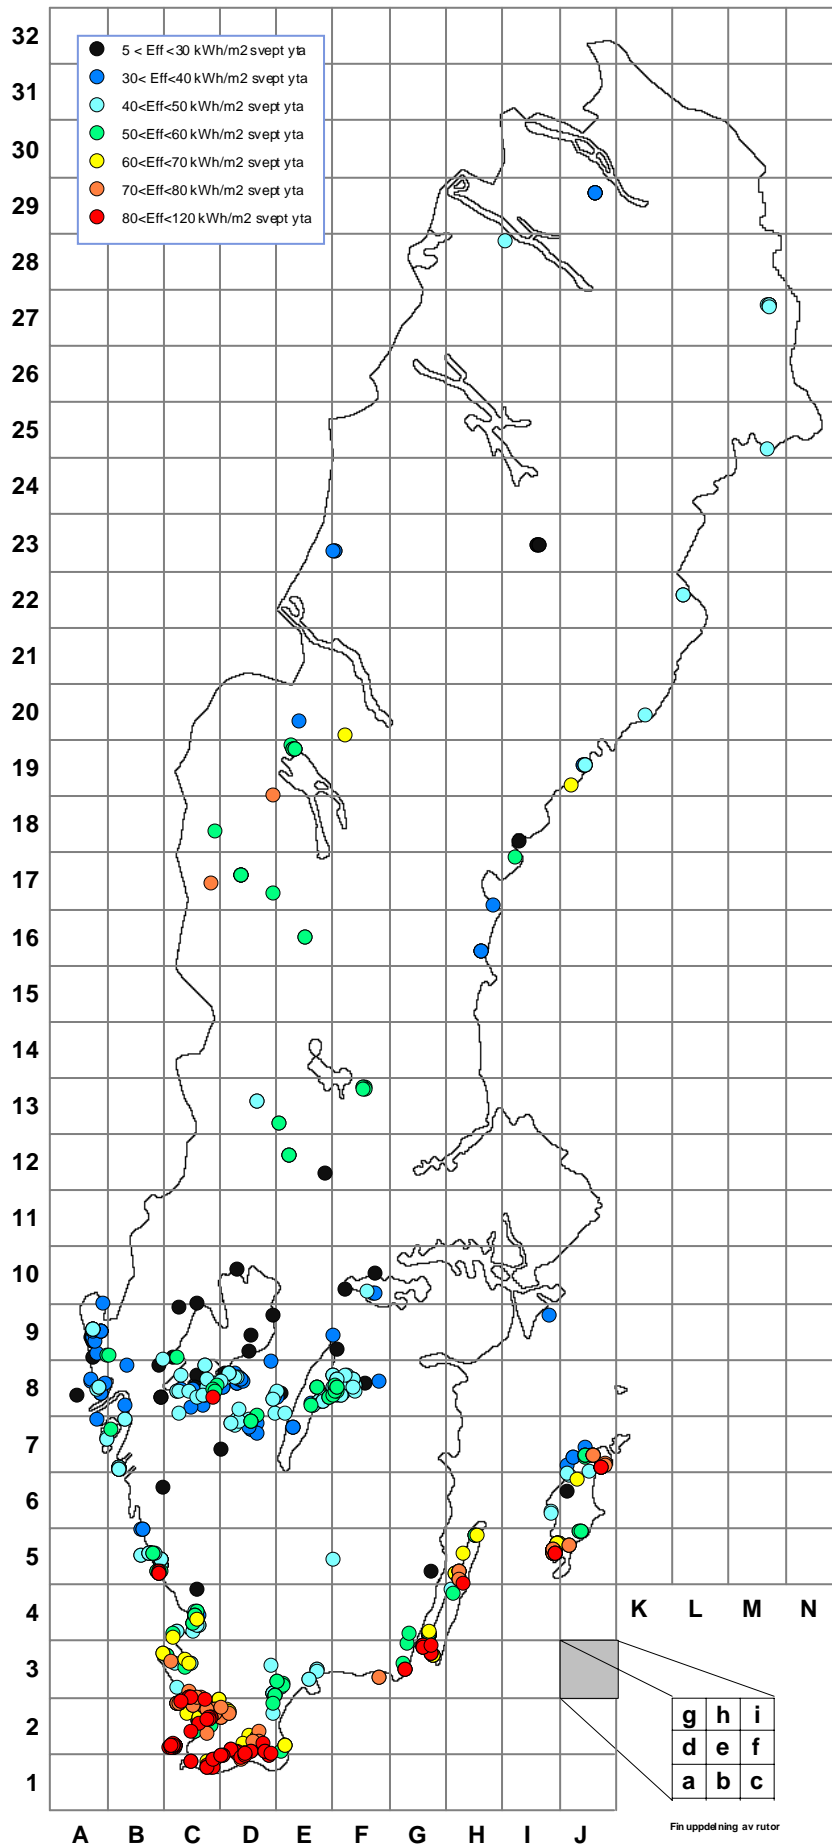 32
5 < Eff <30 kWh/m2 svept yta
30< Eff<40 kWh/m2 svept yta
31
40<Eff<50 kWh/m2 svept yta
50<Eff<60 kWh/m2 svept yta
30
60<Eff<70 kWh/m2 svept yta
70<Eff<80 kWh/m2 svept yta
29
80<Eff<120 kWh/m2 svept yta
28
27
26
25
24
23
22
21
20
19
18
17
16
15
14
13
12
11
10
9
8
7
6
5
4
K L M N
3
g h i
2
d e f
a b c
1
Fin uppdelning av rutor
A B C D E F G H I J